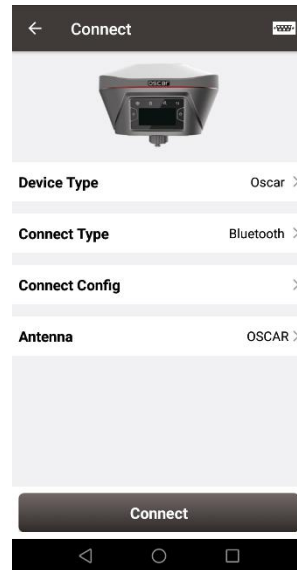 Connect
OSCAR
Device Type Oscar
Connect Type Bluetooth
Connect Config
Antenna OSCAR
Connect